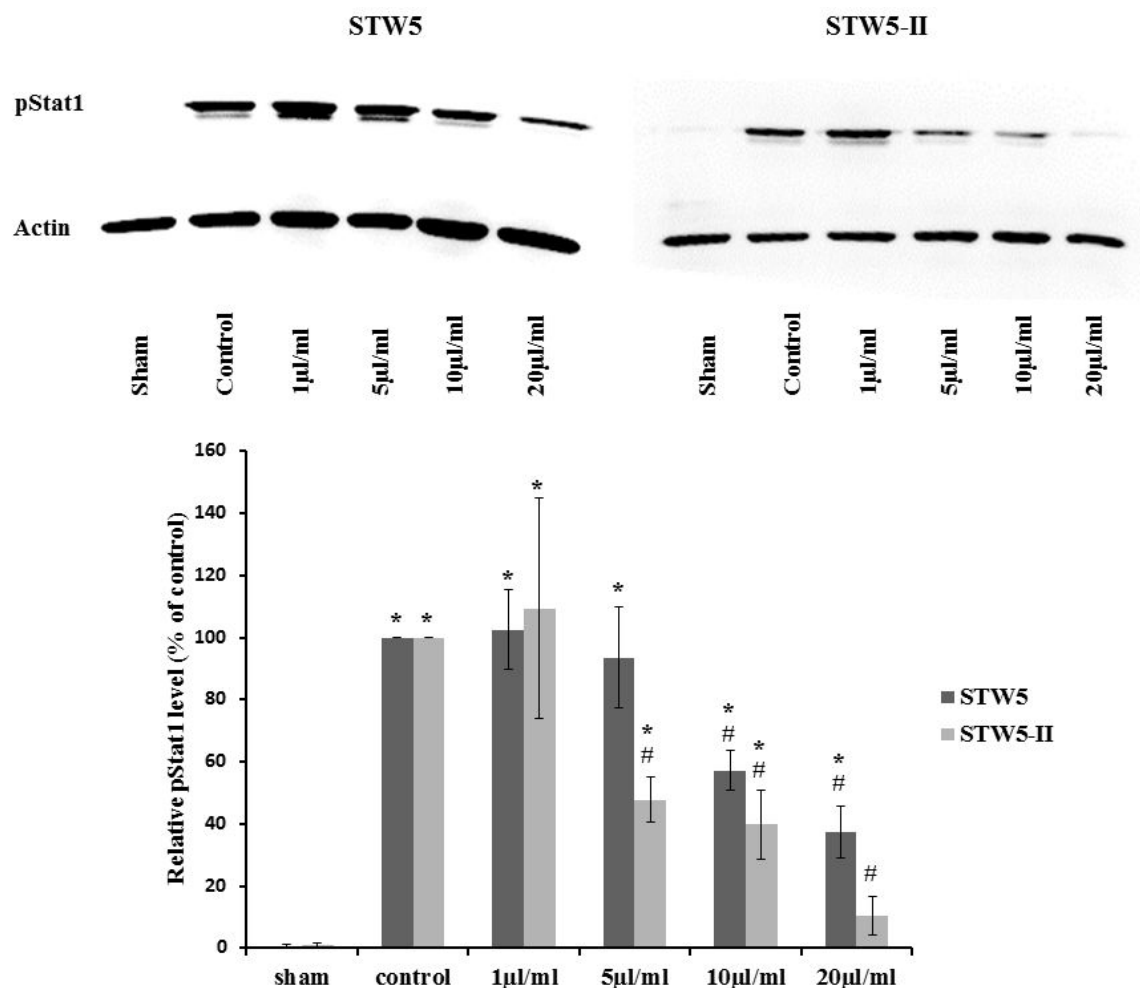 STW5 STW5-II
pStat1
Actin
Sham Control 1µl/ml 5µl/ml 10µl/ml 20µl/ml Sham Control 1µl/ml 5µl/ml 10µl/ml 20µl/ml
Relative pStat1 level (% of control)
160
140
120
100
80
60
40
20
0
* * * * * # * * # * # * # * # #
STW5
STW5-II
sham control 1µl/ml 5µl/ml 10µl/ml 20µl/ml